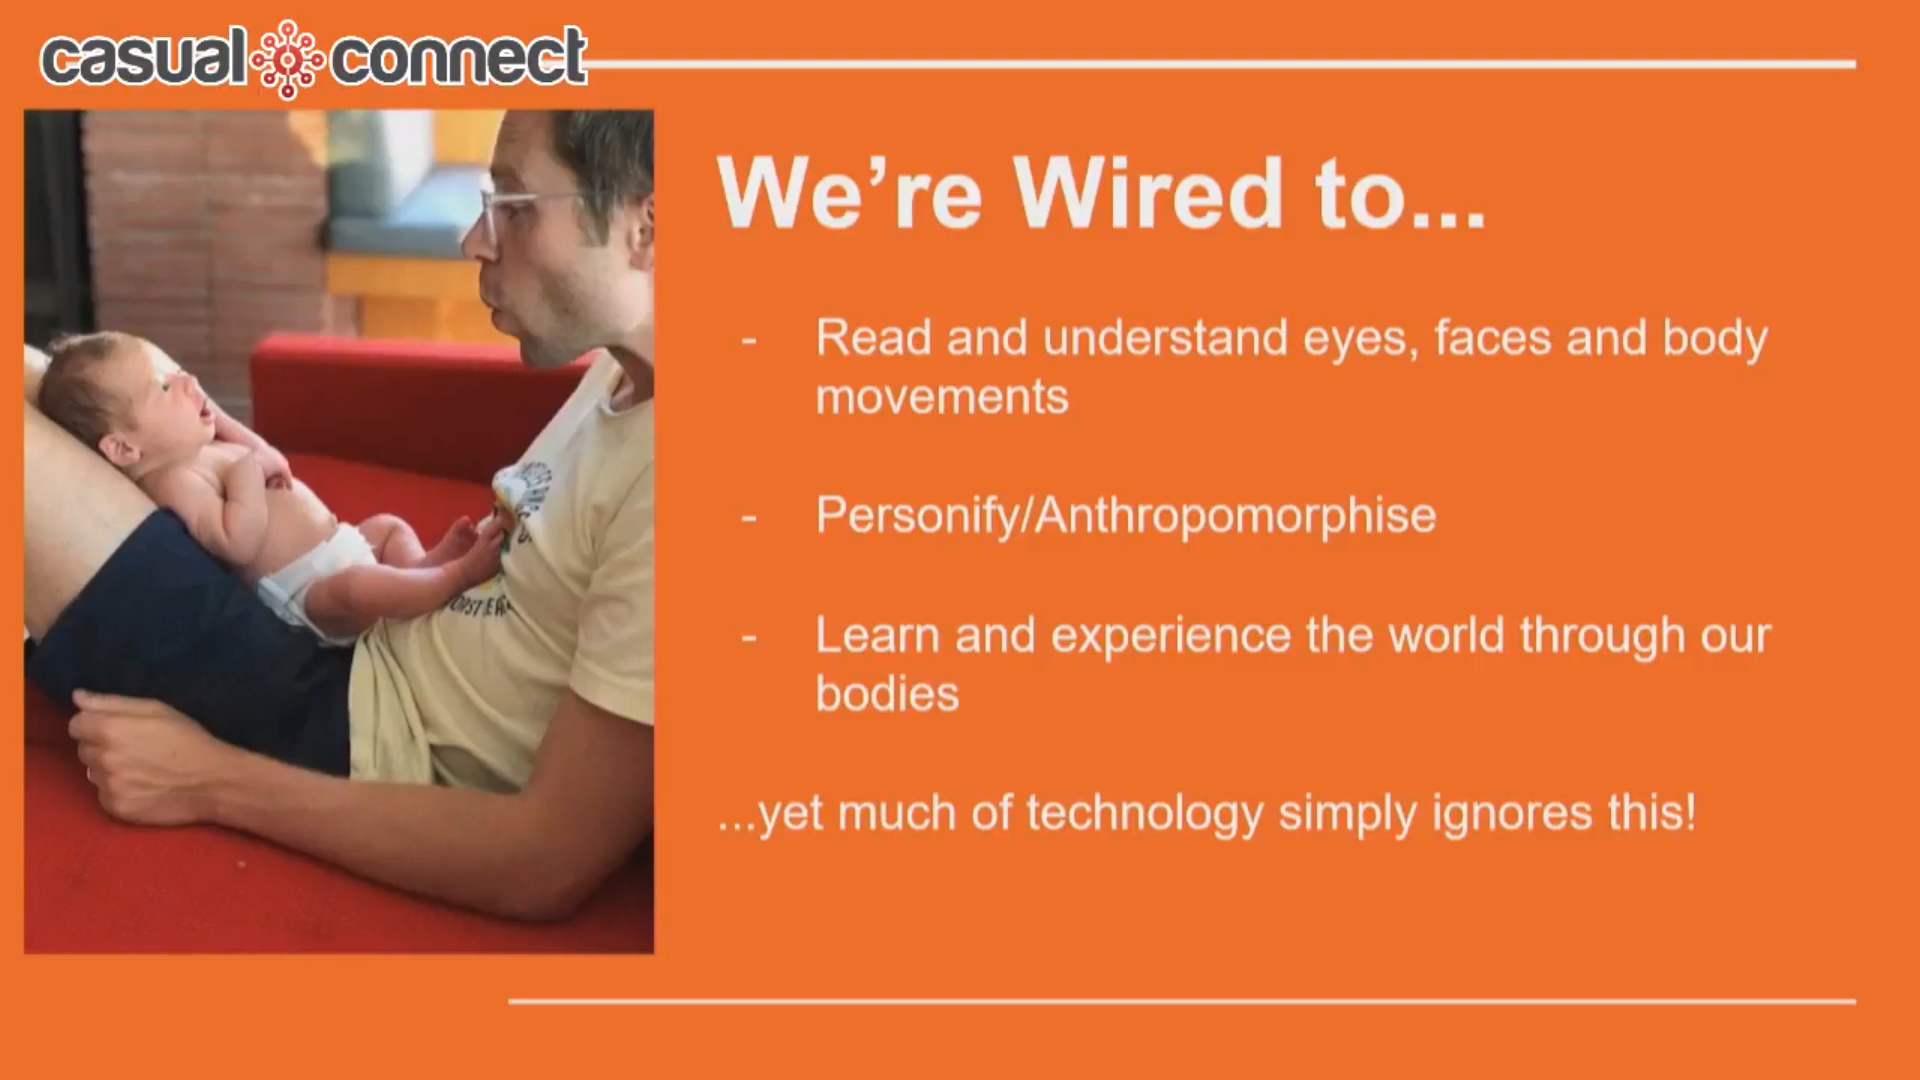 casual connect
We're Wired to...
- Read and understand eyes, faces and body
movements
- Personify/Anthropomorphise
- Learn and experience the world through our
bodies
...yet much of technology simply ignores this!